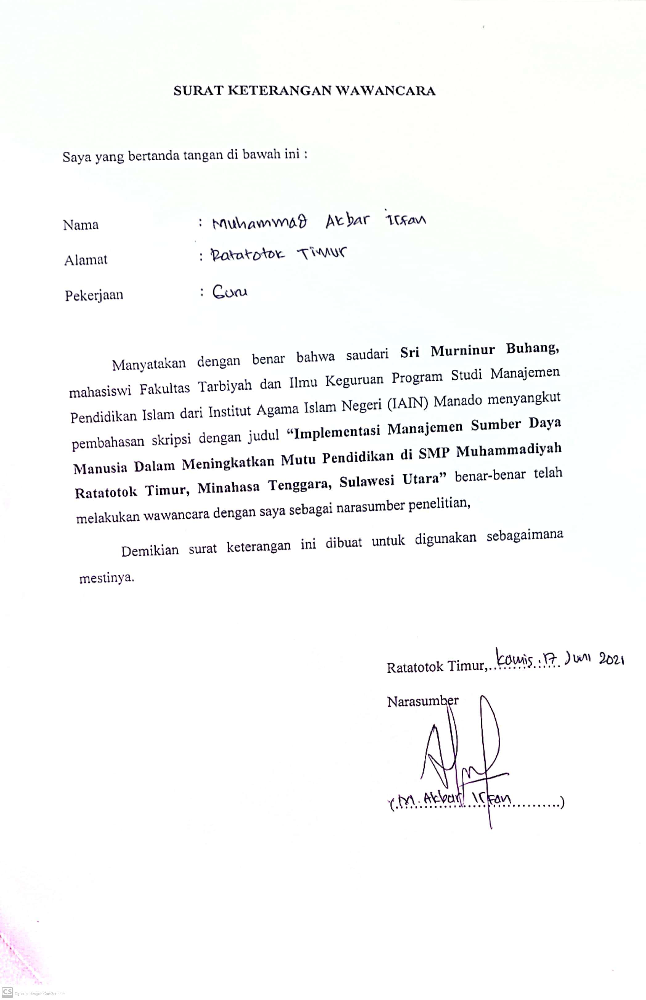 SURAT KETERANGAN WAWANCARA
Saya yang bertanda tangan di bawah ini :
Nama : Muhammad Akbar Irfan
Alamat : Ratatotok Timur
Pekerjaan : Guru
Manyatakan dengan benar bahwa saudari Sri Murninur Buhang,
mahasiswi Fakultas Tarbiyah dan Ilmu Keguruan Program Studi Manajemen
Pendidikan Islam dari Institut Agama Islam Negeri (IAIN) Manado menyangkut
pembahasan skripsi dengan judul “Implementasi Manajemen Sumber Daya
Manusia Dalam Meningkatkan Mutu Pendidikan di SMP Muhammadiyah
Ratatotok Timur, Minahasa Tenggara, Sulawesi Utara” benar-benar telah
melakukan wawancara dengan saya sebagai narasumber penelitian,
Demikian surat keterangan ini dibuat untuk digunakan sebagaimana
mestinya.
Ratatotok Timur, Kamis, 17 Juni 2021
Narasumber
(M. Akbar Irfan)
CS Dipindai dengan CamScanner